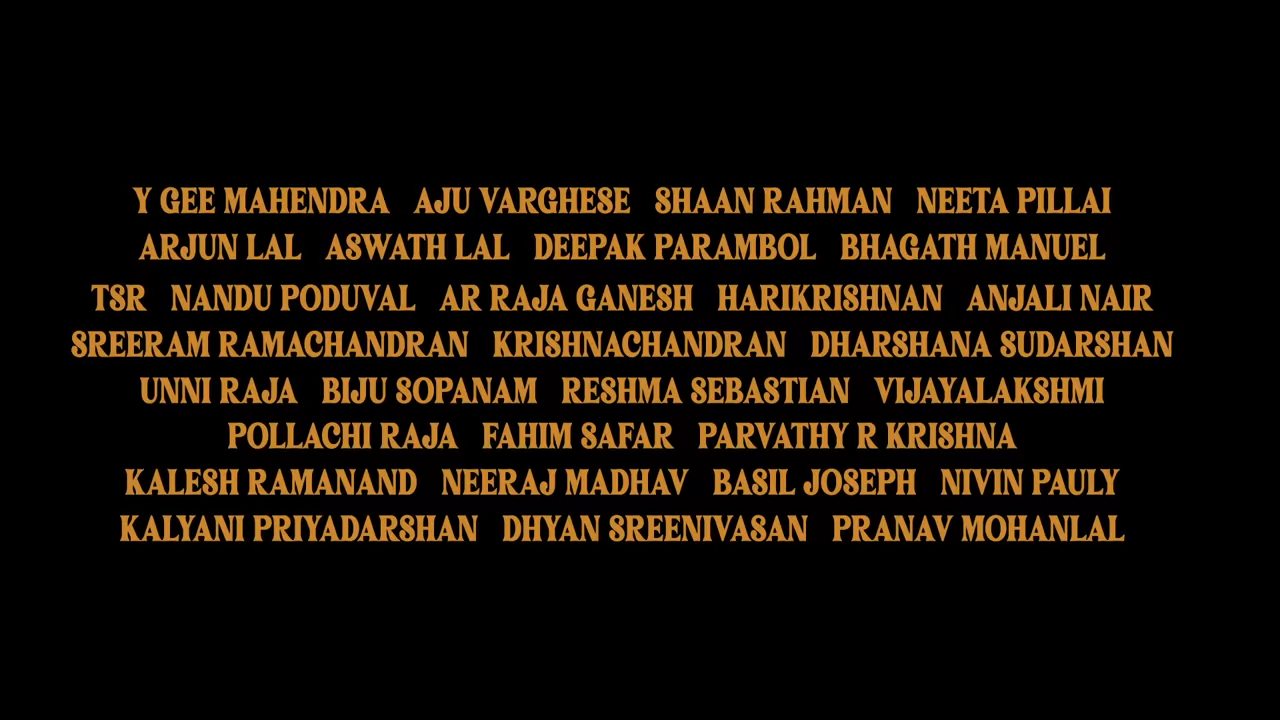 Y GEE MAHENDRA AJU VARGHESE SHAAN RAHMAN NEETA PILLAI
ARJUN LAL ASWATH LAL DEEPAK PARAMBOL BHAGATH MANUEL
TSR NANDU PODUVAL AR RAJA GANESH HARIKRISHNAN ANJALI NAIR
SREERAM RAMACHANDRAN KRISHNACHANDRAN DHARSHANA SUDARSHAN
UNNI RAJA BIJU SOPANAM RESHMA SEBASTIAN VIJAYALAKSHMI
POLLACHI RAJA FAHIM SAFAR PARVATHY R KRISHNA
KALESH RAMANAND NEERAJ MADHAV BASIL JOSEPH NIVIN PAULY
KALYANI PRIYADARSHAN DHYAN SREENIVASAN PRANAV MOHANLAL